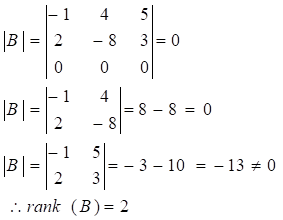 |B| = |-1 4 5|
|2 -8 3| = 0
|0 0 0|
|B| = |-1 4|
|2 -8| = 8 - 8 = 0
|B| = |-1 5|
|2 3| = -3 - 10 = -13 ≠ 0
∴ rank (B) = 2